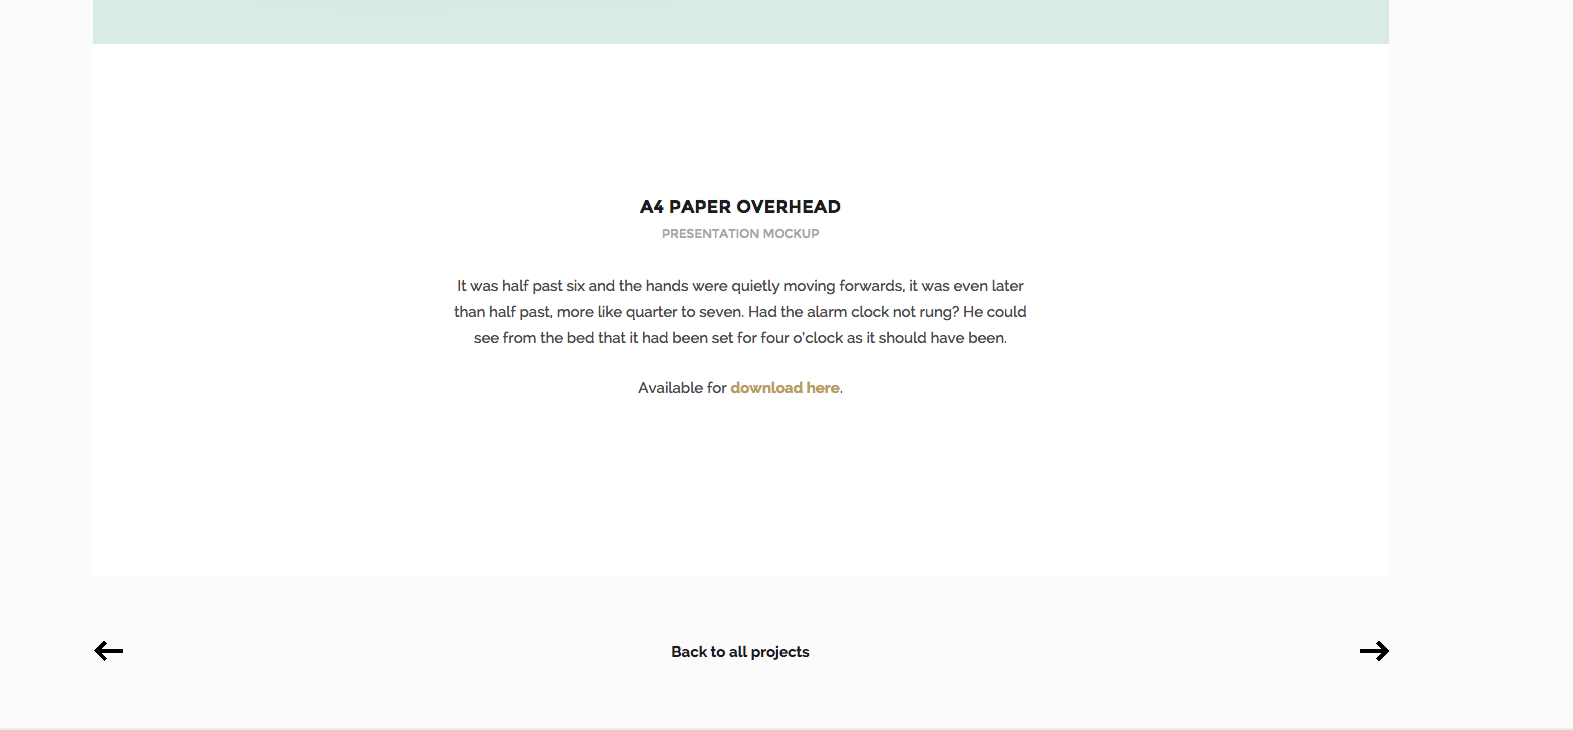 A4 PAPER OVERHEAD
PRESENTATION MOCKUP
It was half past six and the hands were quietly moving forwards, it was even later
than half past, more like quarter to seven. Had the alarm clock not rung? He could
see from the bed that it had been set for four o'clock as it should have been.
Available for download here.
Back to all projects